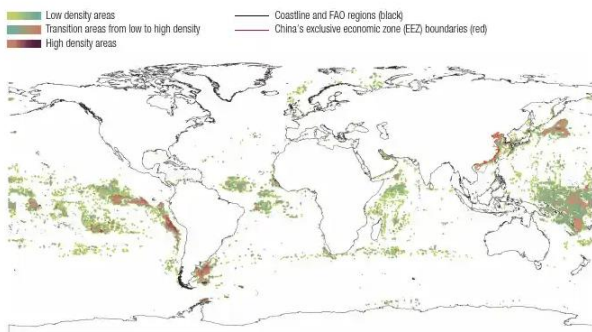 Low density areas
Transition areas from low to high density
High density areas
Coastline and FAO regions (black)
China's exclusive economic zone (EEZ) boundaries (red)